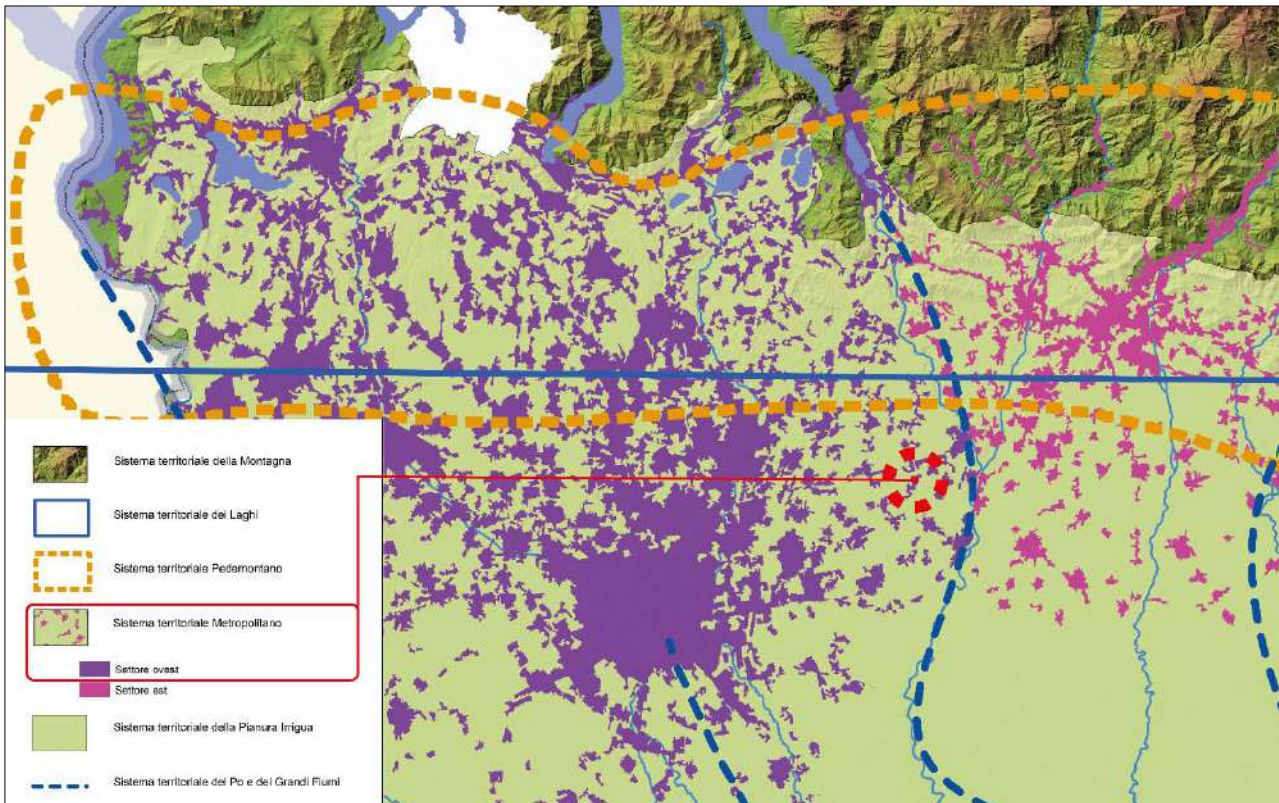 Sistema territoriale della Montagna
Sistema territoriale dei Laghi
Sistema territoriale Pedemontano
Sistema territoriale Metropolitano
Settore ovest
Settore est
Sistema territoriale della Pianura Irrigua
Sistema territoriale del Po e dei Grandi Fiumi